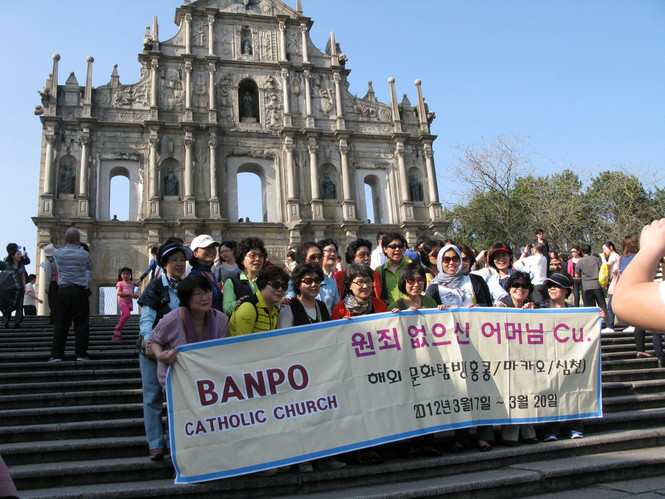 원죄 없으신 어머님 Cu.
BANPO
CATHOLIC CHURCH
해외 문화탐방홍콩/마카오/심천)
2012년3월17일 ~ 3월 20일